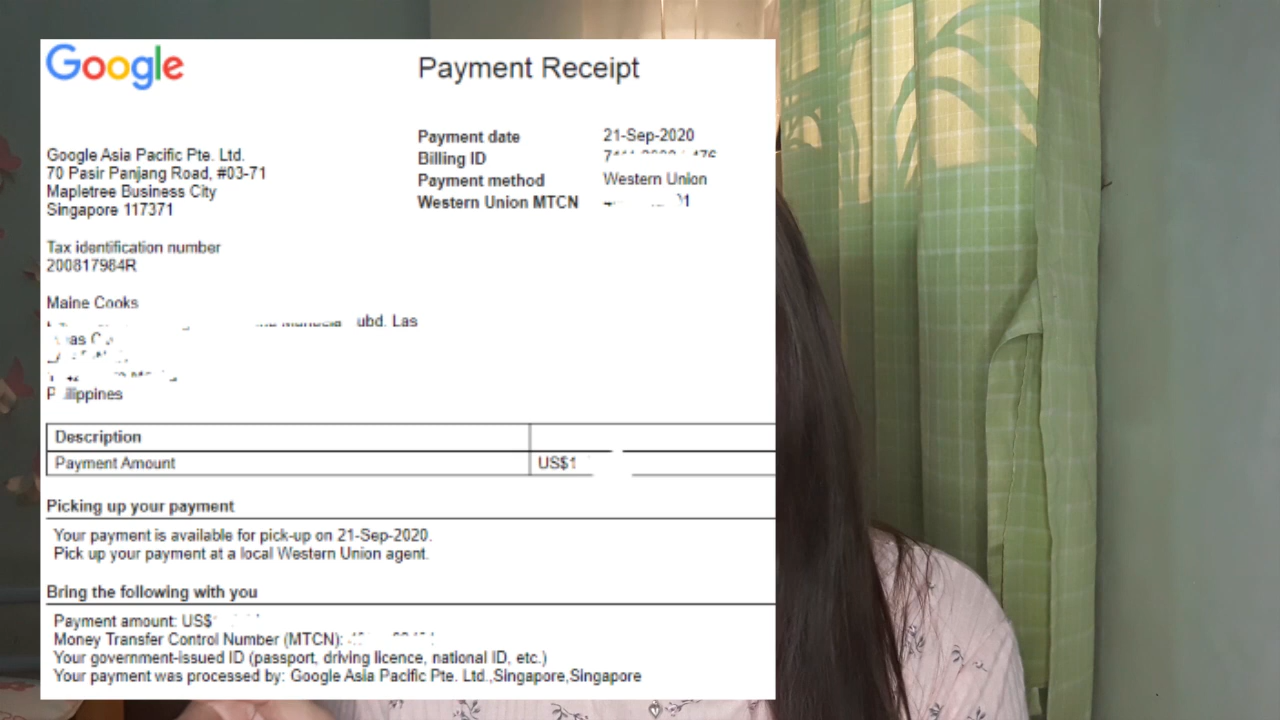 Google
Payment Receipt
Payment date 21-Sep-2020
Billing ID
Payment method Western Union
Western Union MTCN
Google Asia Pacific Pte. Ltd.
70 Pasir Panjang Road, #03-71
Mapletree Business City
Singapore 117371
Tax identification number
200817984R
Maine Cooks
Las
Philippines
Description
Payment Amount US$1
Picking up your payment
Your payment is available for pick-up on 21-Sep-2020.
Pick up your payment at a local Western Union agent.
Bring the following with you
Payment amount: US$
Money Transfer Control Number (MTCN):
Your government-issued ID (passport, driving licence, national ID, etc.)
Your payment was processed by: Google Asia Pacific Pte. Ltd.,Singapore,Singapore